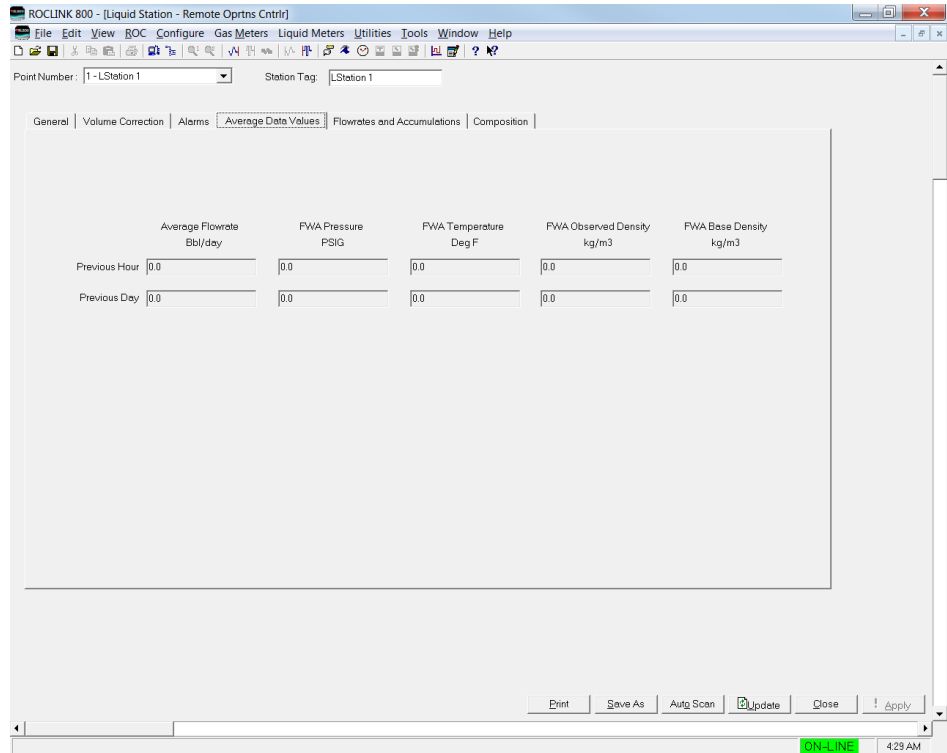 ROCLINK 800 - [Liquid Station - Remote Oprtns Cntrlr]
File Edit View ROC Configure Gas Meters Liquid Meters Utilities Tools Window Help
Point Number : 1 - LStation 1 Station Tag: LStation 1
General Volume Correction Alarms Average Data Values Flowrates and Accumulations Composition
Average Flowrate FWA Pressure FWA Temperature FWA Observed Density FWA Base Density
Bbl/day PSIG Deg F kg/m3 kg/m3
Previous Hour 0.0 0.0 0.0 0.0 0.0
Previous Day 0.0 0.0 0.0 0.0 0.0
Print Save As Auto Scan Update Close ! Apply
ON-LINE 4:29 AM